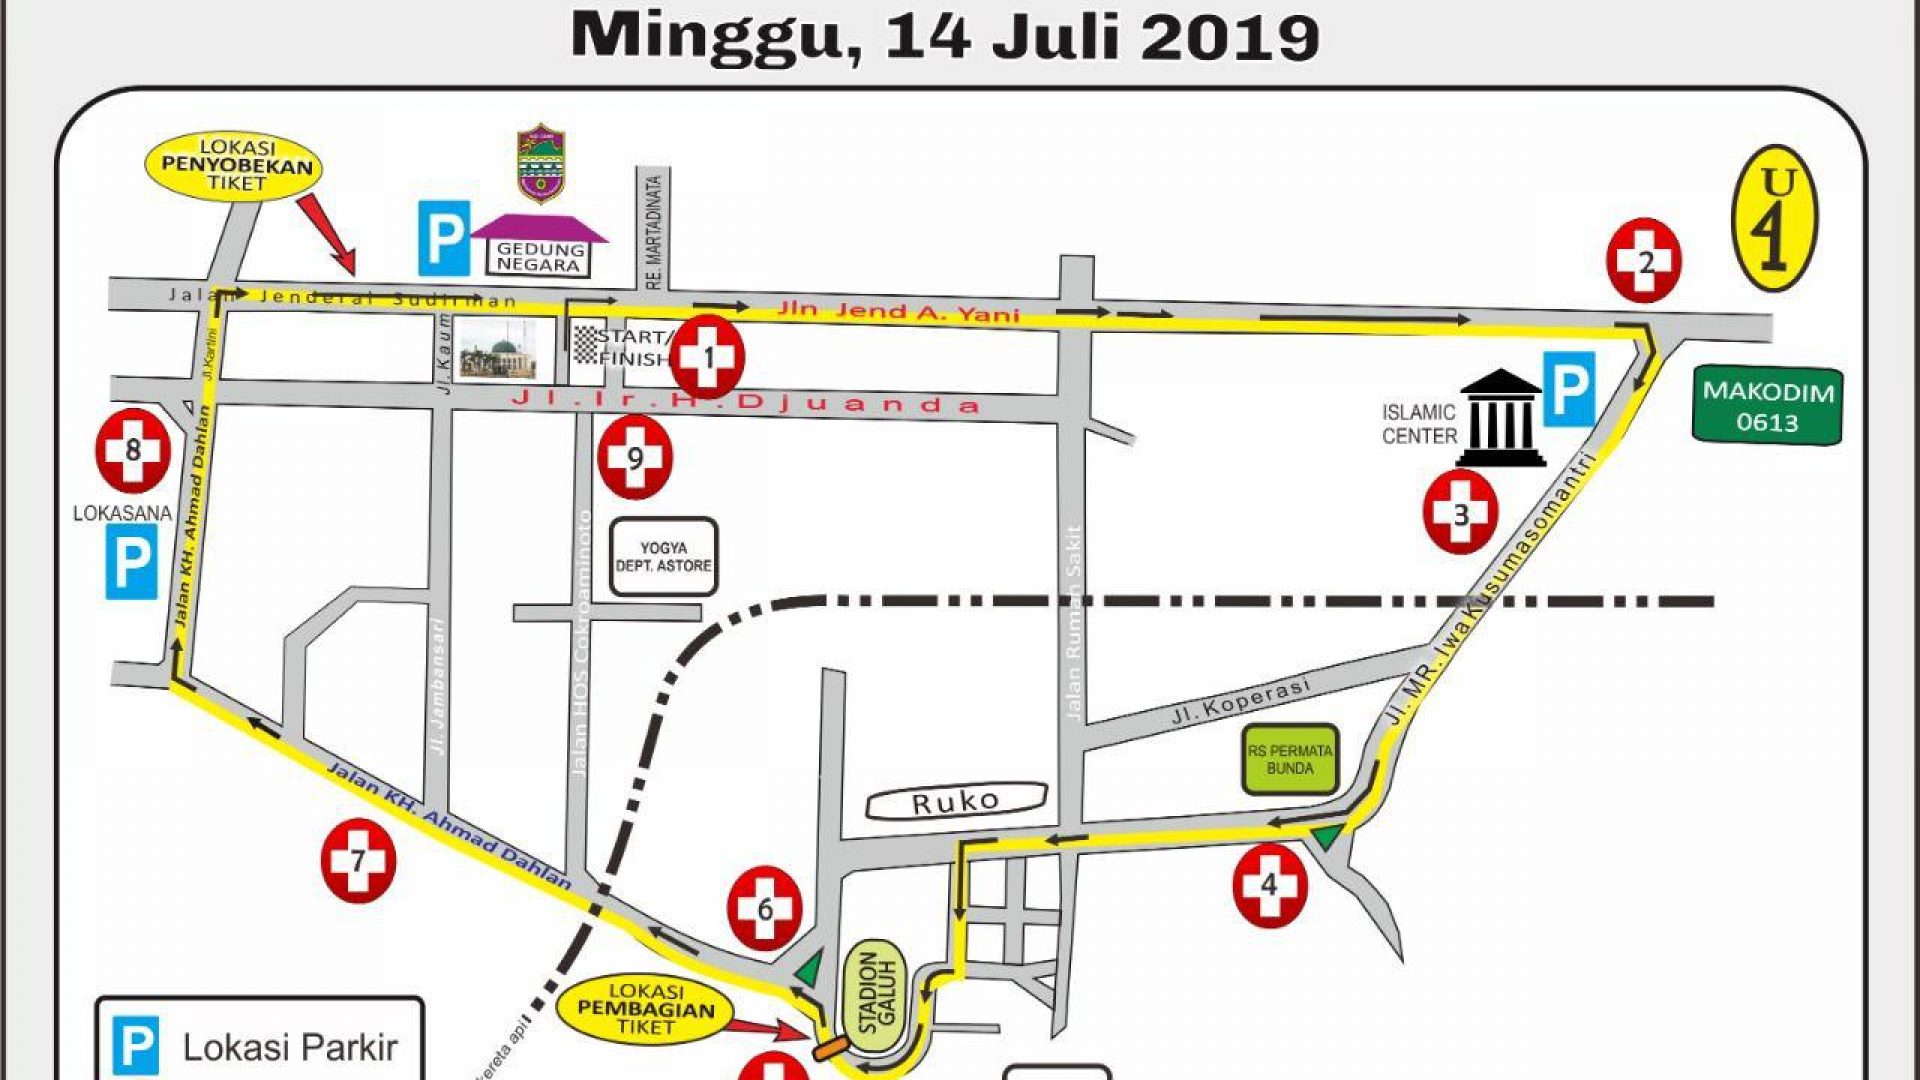 Minggu, 14 Juli 2019
LOKASI
PENYOBEKAN
TIKET
P
GEDUNG
NEGARA
RE. MARTADINATA
U
4
2
Jalan Jenderal Sudirman
Jln Jend A. Yani
Jl.Kartini
Jl.Kaum
START/
FINISH
1
Jl.Ir.H.Djuanda
P
ISLAMIC
CENTER
MAKODIM
0613
8
9
3
LOKASANA
P
Jalan KH. Ahmad Dahlan
YOGYA
DEPT. ASTORE
Jl. Jambansari
Jalan HOS Cokroaminoto
Jalan Rumah Sakit
Jl. MR. Iwa Kusumasomantri
Jl. Koperasi
RS PERMATA
BUNDA
Ruko
Jalan KH. Ahmad Dahlan
7
6
4
STADION
GALUH
LOKASI
PEMBAGIAN
TIKET
kereta api
P
Lokasi Parkir